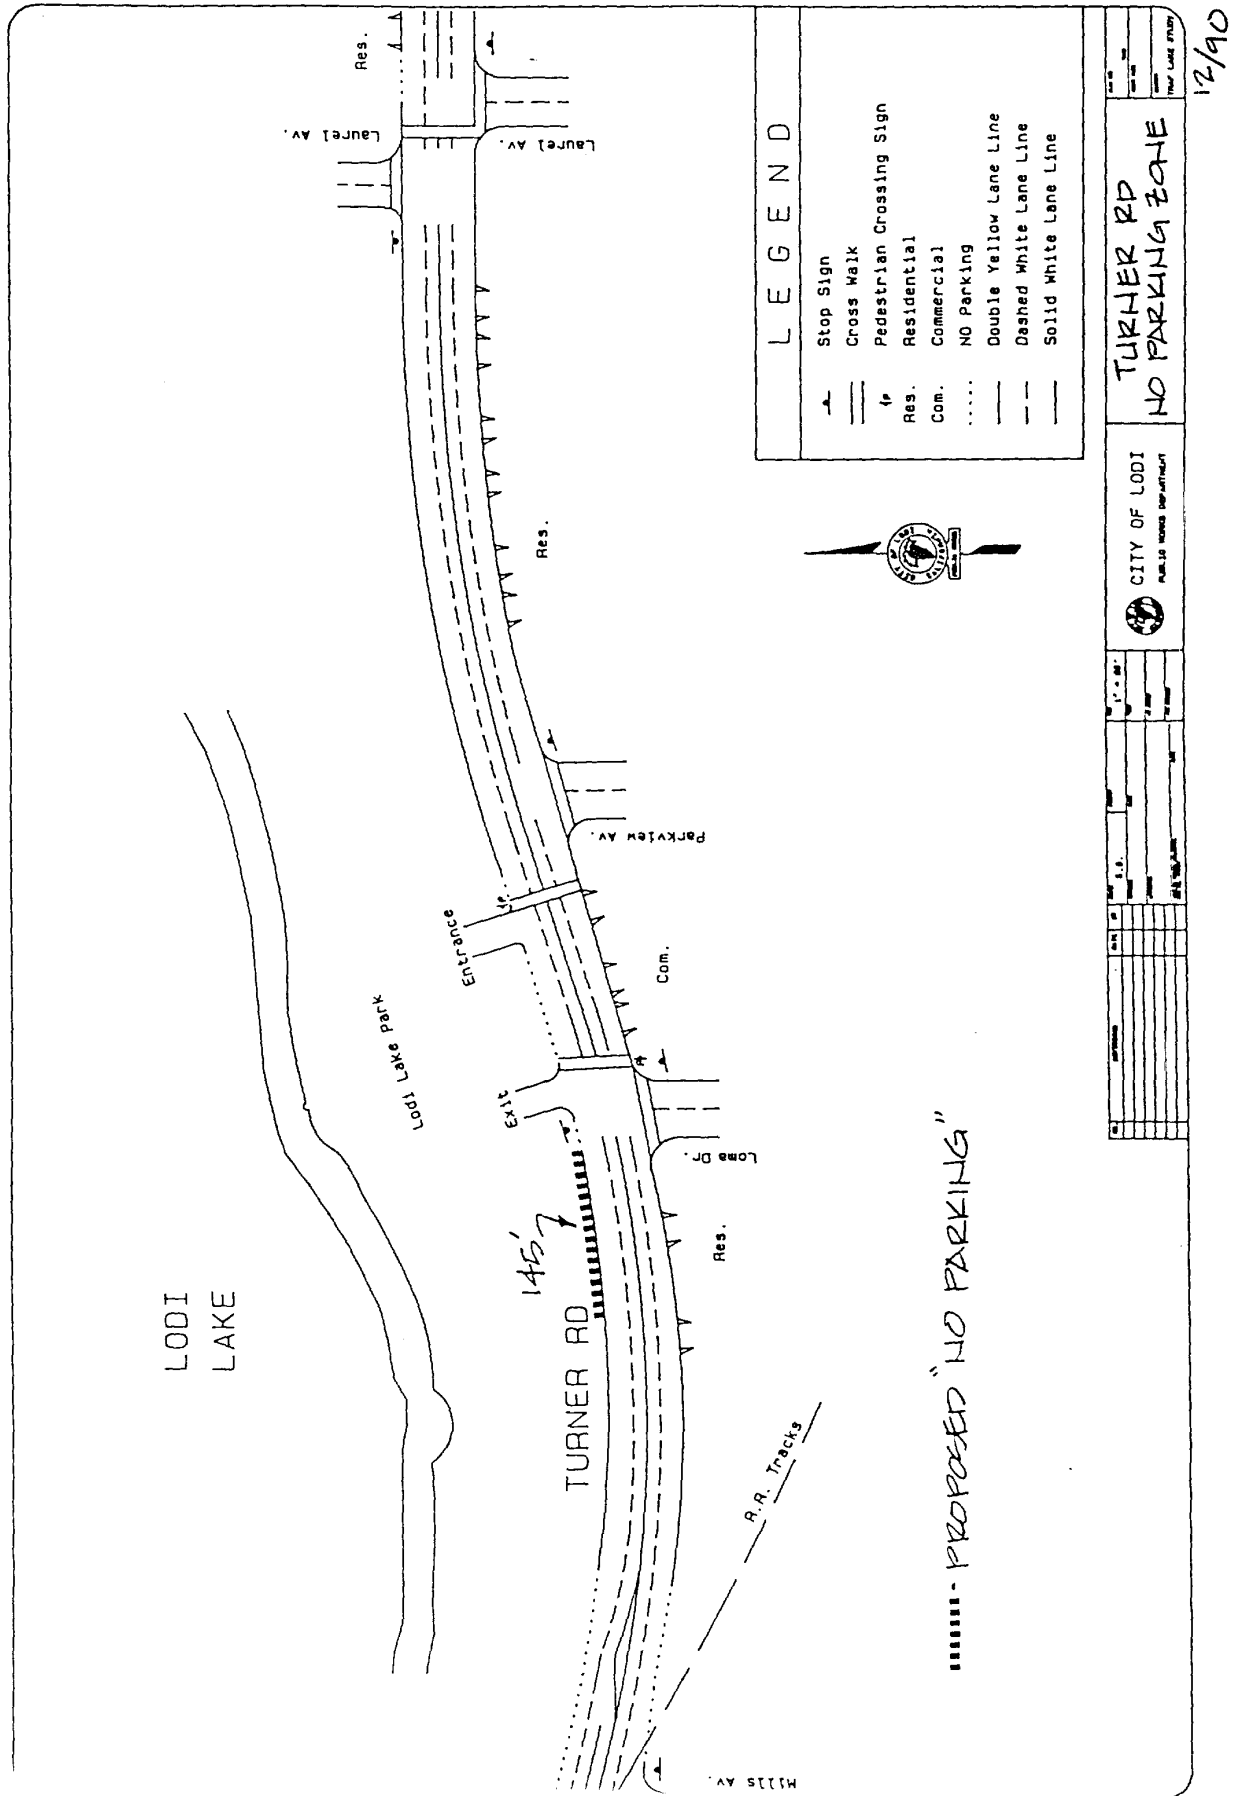 LODI
LAKE
Lodi Lake Park
Exit
Entrance
TURNER RD
145'
Mills Av.
R.R. Tracks
Res.
Loma Dr.
Com.
Parkview Av.
Res.
Laurel Av.
Laurel Av.
Res.
PROPOSED "NO PARKING"
LEGEND
Stop Sign
Cross Walk
Pedestrian Crossing Sign
Res. Residential
Com. Commercial
NO Parking
Double Yellow Lane Line
Dashed White Lane Line
Solid White Lane Line
CITY OF LODI
PUBLIC WORKS DEPARTMENT
TURNER RD
NO PARKING ZONE
12/90